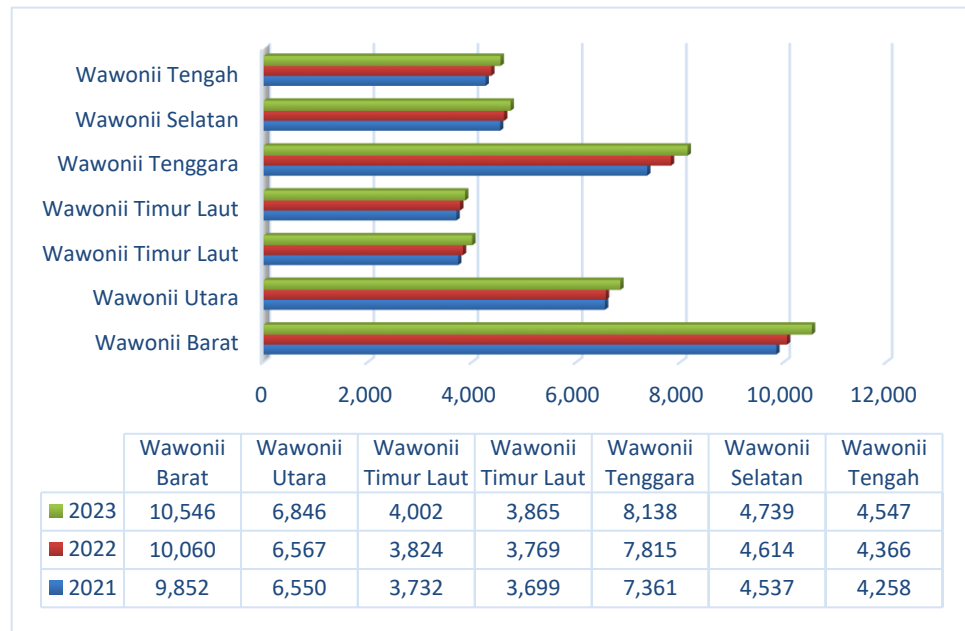 Wawonii Tengah
Wawonii Selatan
Wawonii Tenggara
Wawonii Timur Laut
Wawonii Timur Laut
Wawonii Utara
Wawonii Barat
0 2,000 4,000 6,000 8,000 10,000 12,000
Wawonii Wawonii Wawonii Wawonii Wawonii Wawonii Wawonii
Barat Utara Timur Laut Timur Laut Tenggara Selatan Tengah
2023 10,546 6,846 4,002 3,865 8,138 4,739 4,547
2022 10,060 6,567 3,824 3,769 7,815 4,614 4,366
2021 9,852 6,550 3,732 3,699 7,361 4,537 4,258